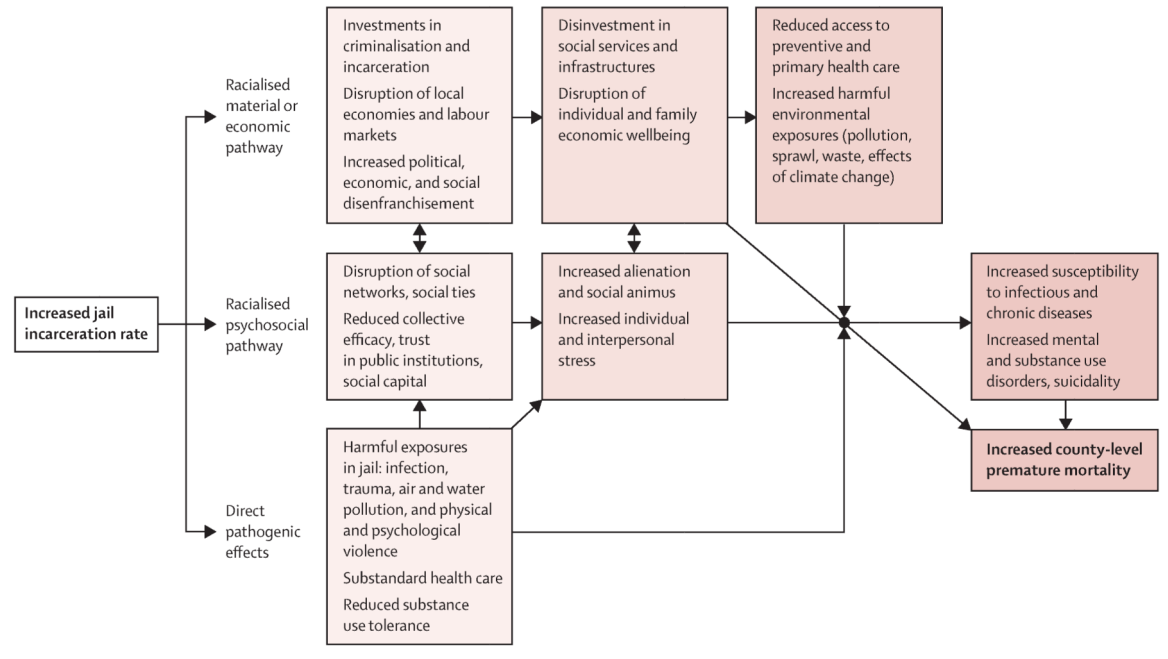 Increased jail
incarceration rate
Racialised
material or
economic
pathway
Racialised
psychosocial
pathway
Direct
pathogenic
effects
Investments in
criminalisation and
incarceration
Disruption of local
economies and labour
markets
Increased political,
economic, and social
disenfranchisement
Disinvestment in
social services and
infrastructures
Disruption of
individual and family
economic wellbeing
Reduced access to
preventive and
primary health care
Increased harmful
environmental
exposures (pollution,
sprawl, waste, effects
of climate change)
Disruption of social
networks, social ties
Reduced collective
efficacy, trust
in public institutions,
social capital
Increased alienation
and social animus
Increased individual
and interpersonal
stress
Increased susceptibility
to infectious and
chronic diseases
Increased mental
and substance use
disorders, suicidality
Harmful exposures
in jail: infection,
trauma, air and water
pollution, and physical
and psychological
violence
Substandard health care
Reduced substance
use tolerance
Increased county-level
premature mortality